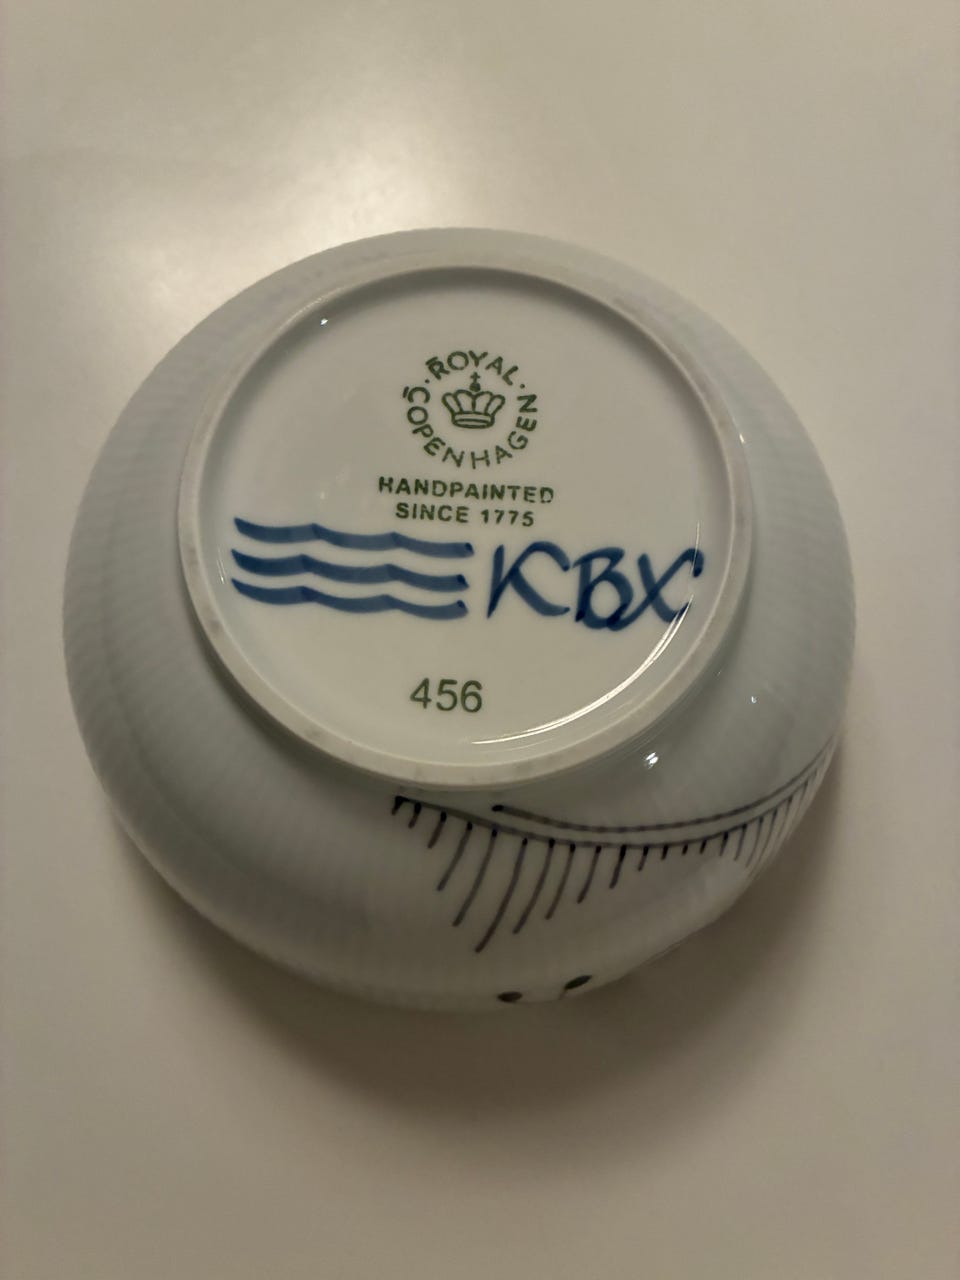 ROYAL · COPENHAGEN ·
HANDPAINTED
SINCE 1775
KBX
456